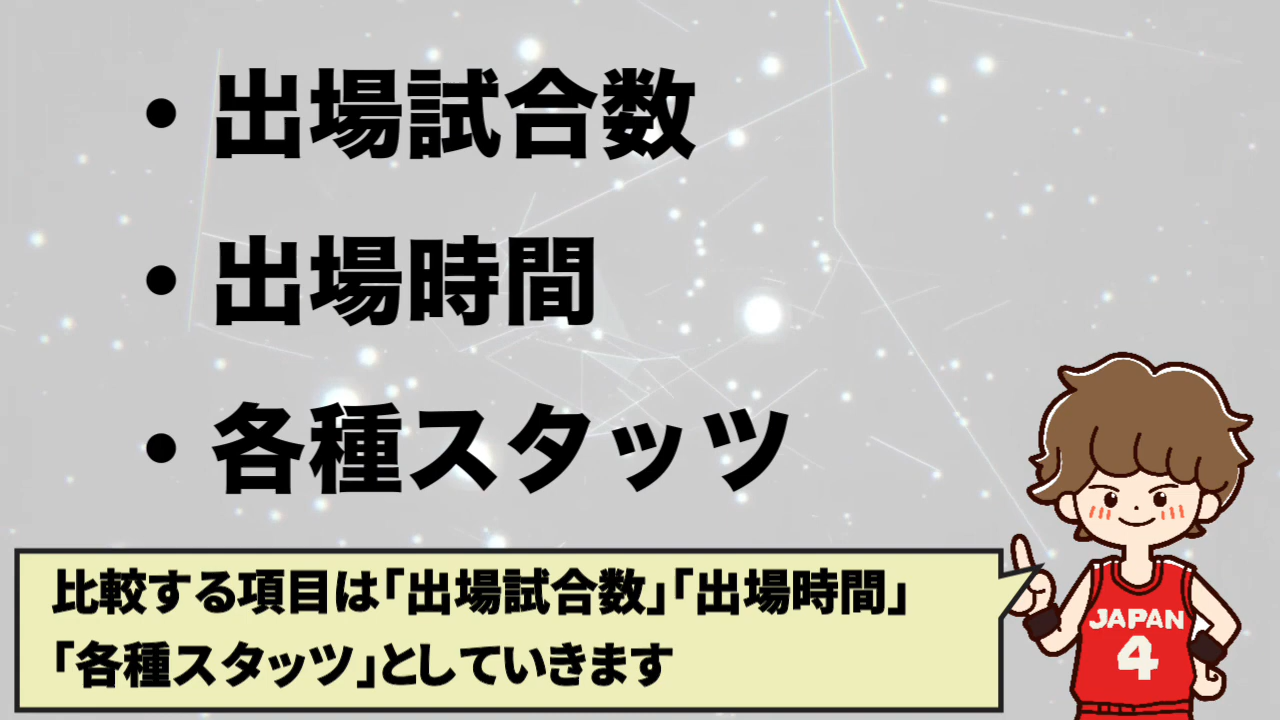 ・出場試合数
・出場時間
・各種スタッツ
比較する項目は「出場試合数」「出場時間」
「各種スタッツ」としていきます
JAPAN
4